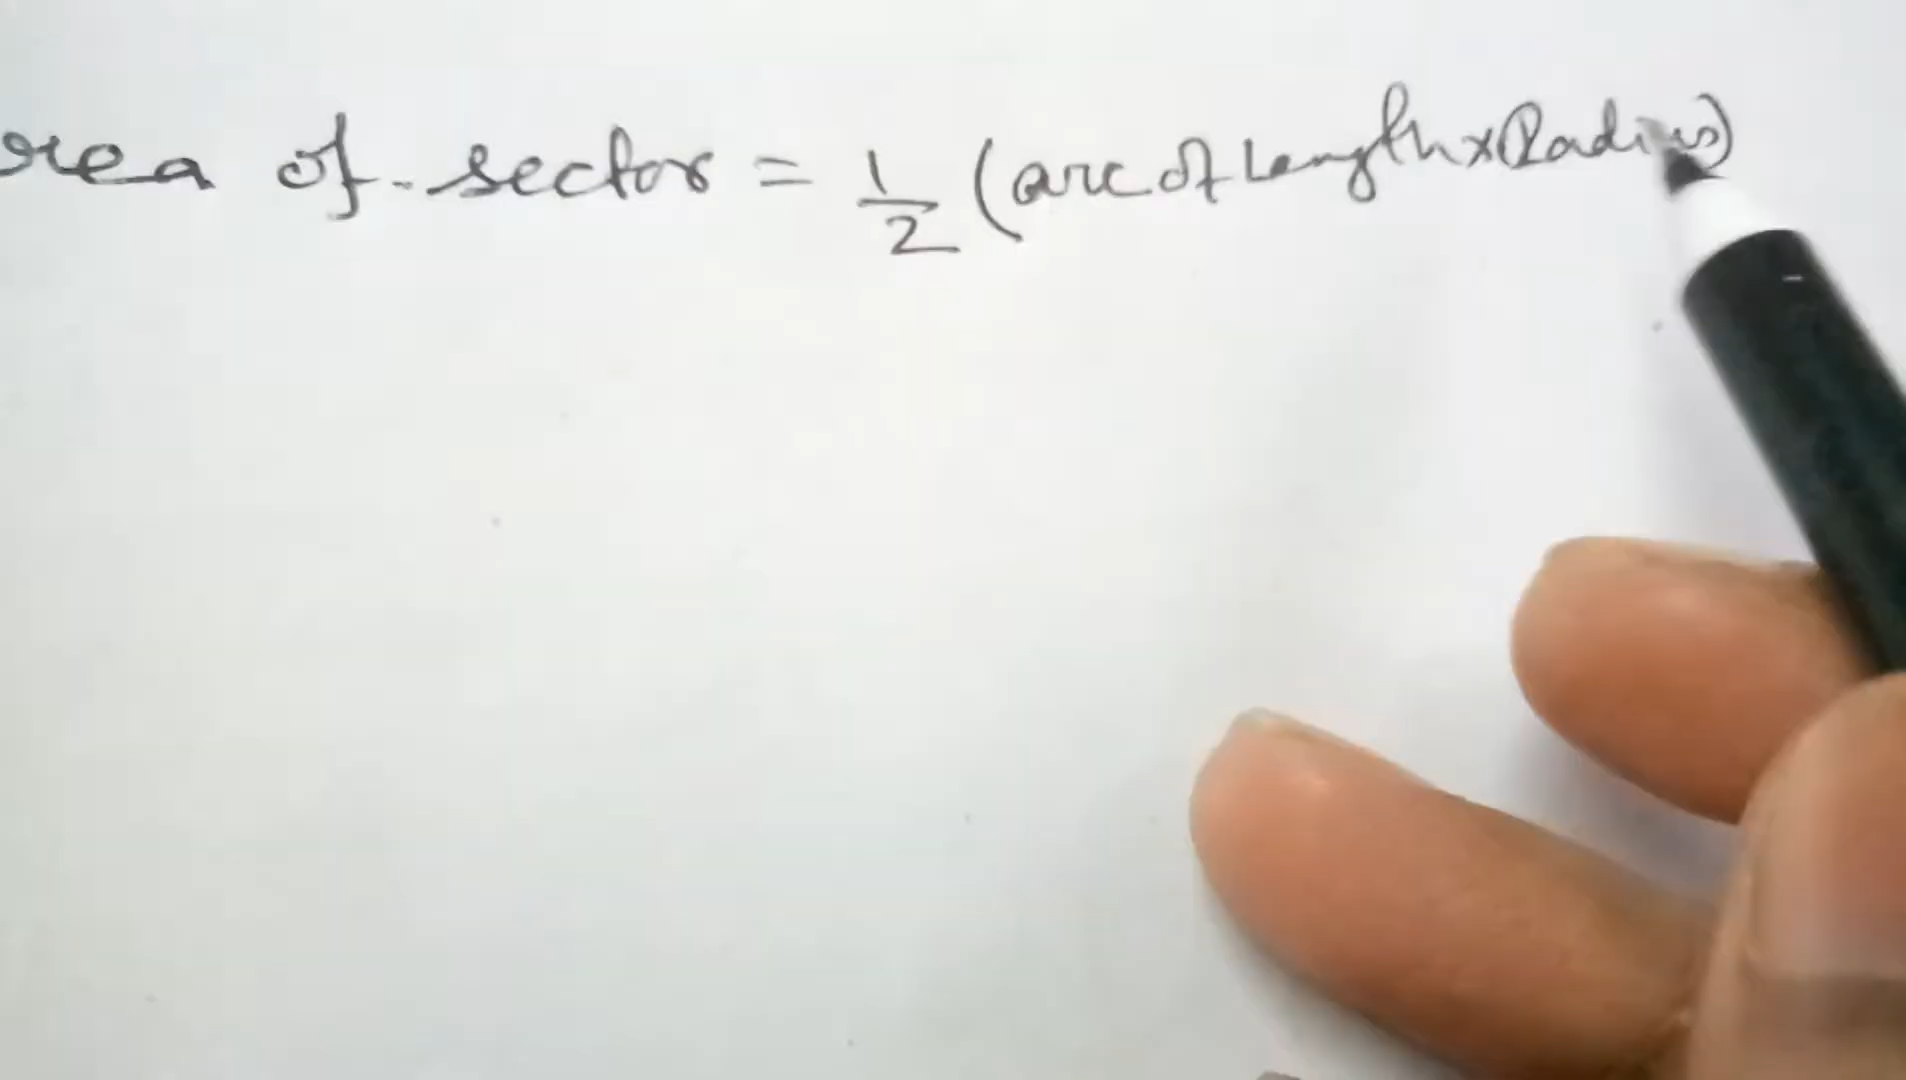 rea of sector = 1/2 (arc of Length x Radius)